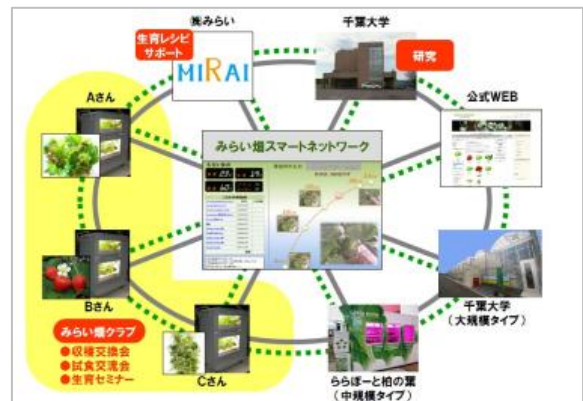 ㈱みらい
千葉大学
生育レシピ
サポート
MIRAI
研究
Aさん
公式WEB
みらい畑スマートネットワーク
Bさん
千葉大学
(大規模タイプ)
みらい畑クラブ
●収穫交換会
●試食交流会
●生育セミナー
Cさん
ららぽーと柏の葉
(中規模タイプ)